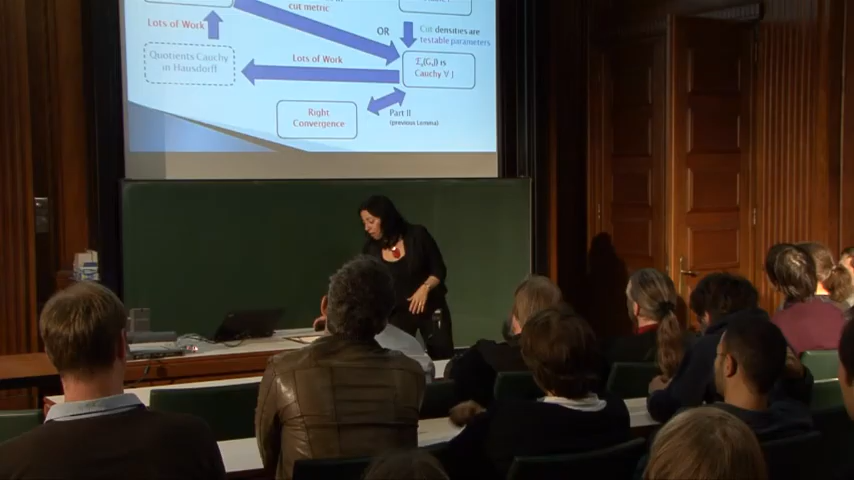 cut metric
Lots of Work
OR
Cut densities are
testable parameters
Quotients Cauchy
in Hausdorff
Lots of Work
is
Cauchy ∀ J
Right
Convergence
Part II
(previous Lemma)